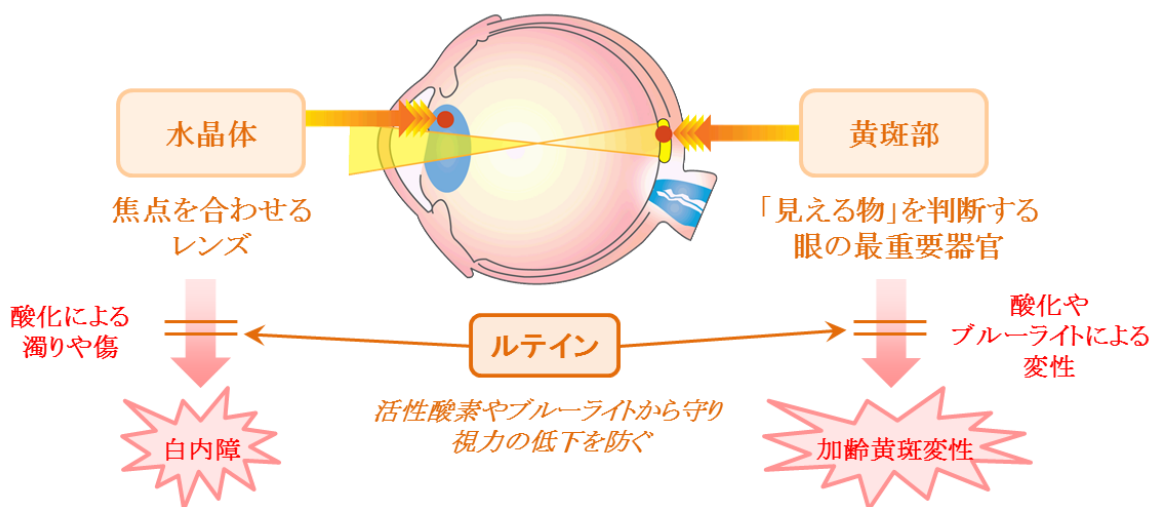 水晶体
黄斑部
焦点を合わせる
レンズ
「見える物」を判断する
眼の最重要器官
酸化による
濁りや傷
ルテイン
酸化や
ブルーライトによる
変性
活性酸素やブルーライトから守り
視力の低下を防ぐ
白内障
加齢黄斑変性